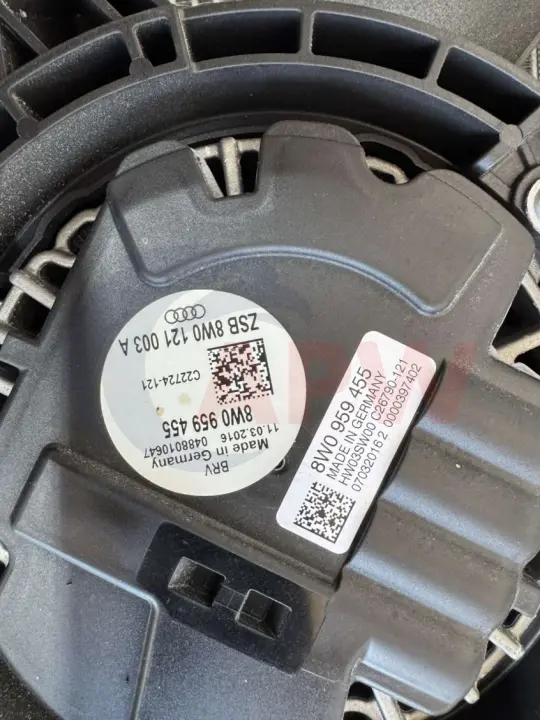 ZSB 8W0 121 003 A
C22724-121
8W0 959 455
11.03.2016 0488010647
Made in Germany
BRV
8W0 959 455
MADE IN GERMANY
HW03SW00 C26790-121
07032016 2 0000397402
APW